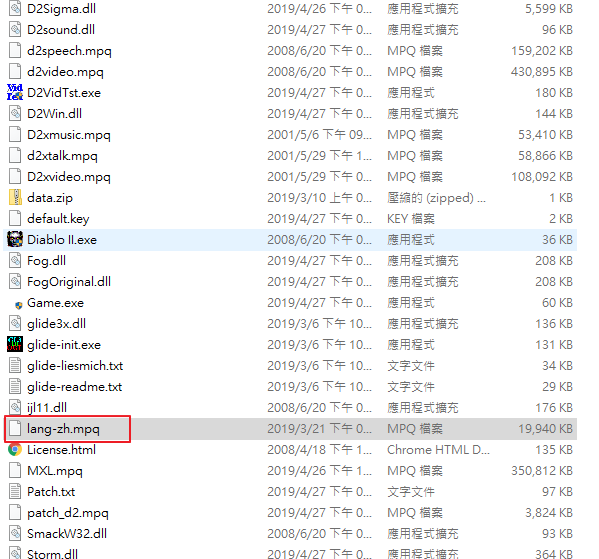 D2Sigma.dll 2019/4/26 下午 0... 應用程式擴充 5,599 KB
D2sound.dll 2019/4/27 下午 0... 應用程式擴充 96 KB
d2speech.mpq 2008/6/20 下午 0... MPQ 檔案 159,202 KB
d2video.mpq 2008/6/20 下午 0... MPQ 檔案 430,895 KB
D2VidTst.exe 2019/4/27 下午 0... 應用程式 180 KB
D2Win.dll 2019/4/27 下午 0... 應用程式擴充 144 KB
D2xmusic.mpq 2001/5/6 下午 09... MPQ 檔案 53,410 KB
d2xtalk.mpq 2001/5/29 下午 1... MPQ 檔案 58,866 KB
D2xvideo.mpq 2001/5/29 下午 1... MPQ 檔案 108,092 KB
data.zip 2019/3/10 上午 0... 壓縮的 (zipped) ... 1 KB
default.key 2019/4/27 下午 0... KEY 檔案 2 KB
Diablo II.exe 2008/6/20 下午 0... 應用程式 36 KB
Fog.dll 2019/4/27 下午 0... 應用程式擴充 208 KB
FogOriginal.dll 2019/4/27 下午 0... 應用程式擴充 208 KB
Game.exe 2019/4/27 下午 0... 應用程式 60 KB
glide3x.dll 2019/3/6 下午 10... 應用程式擴充 136 KB
glide-init.exe 2019/3/6 下午 10... 應用程式 131 KB
glide-liesmich.txt 2019/3/6 下午 10... 文字文件 34 KB
glide-readme.txt 2019/3/6 下午 10... 文字文件 29 KB
ijl11.dll 2008/6/20 下午 0... 應用程式擴充 176 KB
lang-zh.mpq 2019/3/21 下午 0... MPQ 檔案 19,940 KB
License.html 2008/4/18 下午 1... Chrome HTML D... 135 KB
MXL.mpq 2019/4/27 下午 0... MPQ 檔案 350,812 KB
Patch.txt 2019/4/27 下午 0... 文字文件 97 KB
patch_d2.mpq 2019/4/27 下午 0... MPQ 檔案 3,824 KB
SmackW32.dll 2008/6/20 下午 0... 應用程式擴充 93 KB
Storm.dll 2019/4/27 下午 0... 應用程式擴充 364 KB